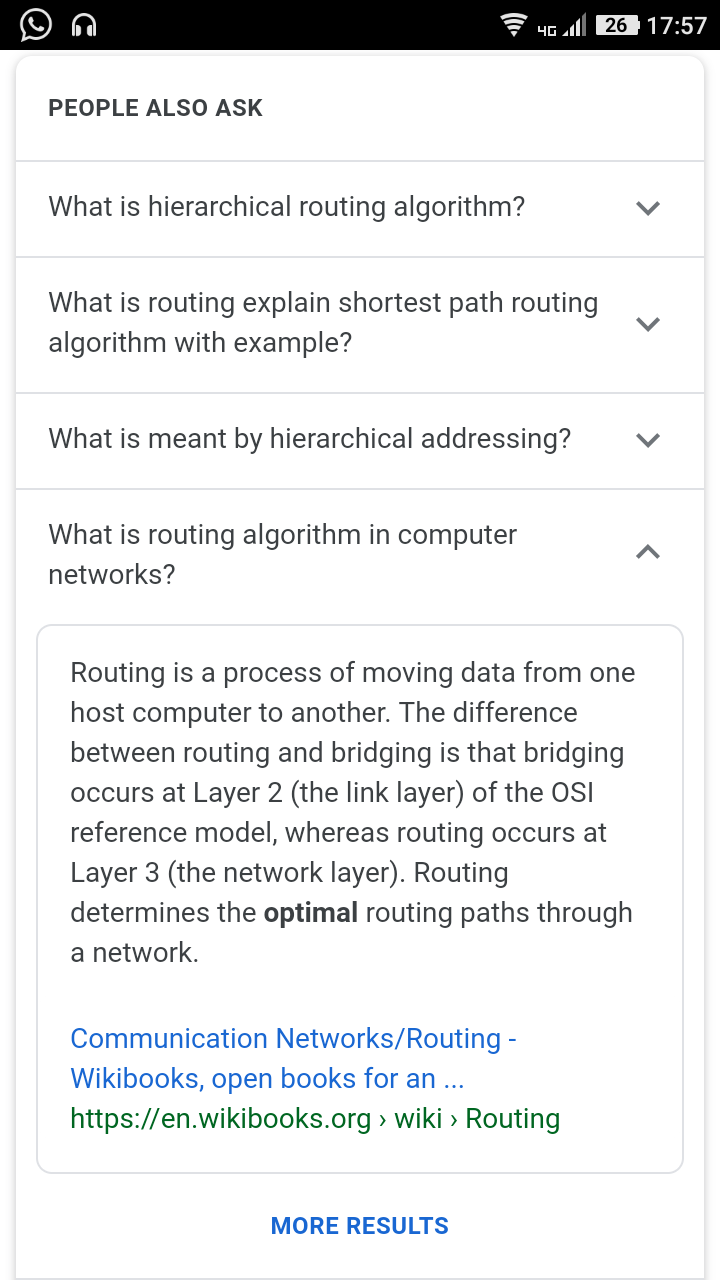 4G 26 17:57
PEOPLE ALSO ASK
What is hierarchical routing algorithm?
What is routing explain shortest path routing
algorithm with example?
What is meant by hierarchical addressing?
What is routing algorithm in computer
networks?
Routing is a process of moving data from one
host computer to another. The difference
between routing and bridging is that bridging
occurs at Layer 2 (the link layer) of the OSI
reference model, whereas routing occurs at
Layer 3 (the network layer). Routing
determines the optimal routing paths through
a network.
Communication Networks/Routing -
Wikibooks, open books for an ...
https://en.wikibooks.org › wiki › Routing
MORE RESULTS